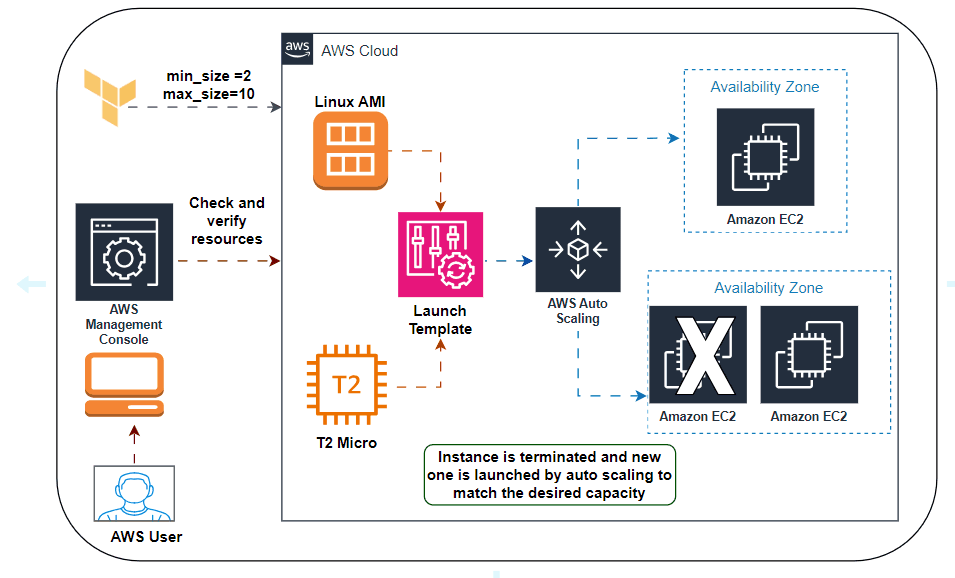 min_size =2
max_size=10
aws
AWS Cloud
Linux AMI
Availability Zone
Amazon EC2
Check and
verify
resources
AWS
Management
Console
Launch
Template
AWS Auto
Scaling
Availability Zone
X
Amazon EC2
Amazon EC2
T2
T2 Micro
Instance is terminated and new
one is launched by auto scaling to
match the desired capacity
AWS User